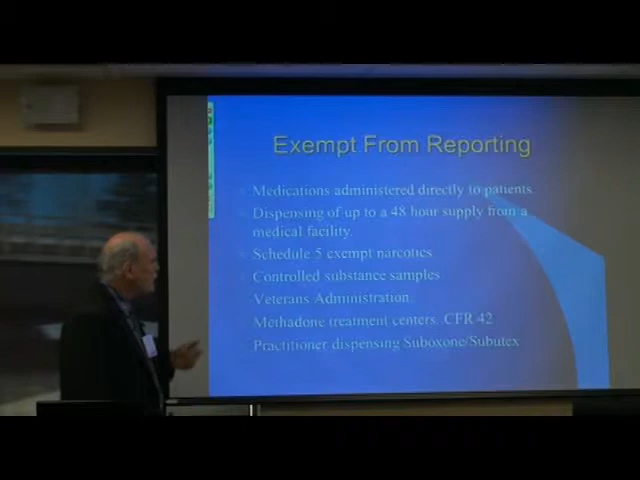 Exempt From Reporting
Medications administered directly to patients
Dispensing of up to a 48 hour supply from a
medical facility.
Schedule 5 exempt narcotics
Controlled substance samples
Veterans Administration
Methadone treatment centers. CFR 42
Practitioner dispensing Suboxone/Subutex